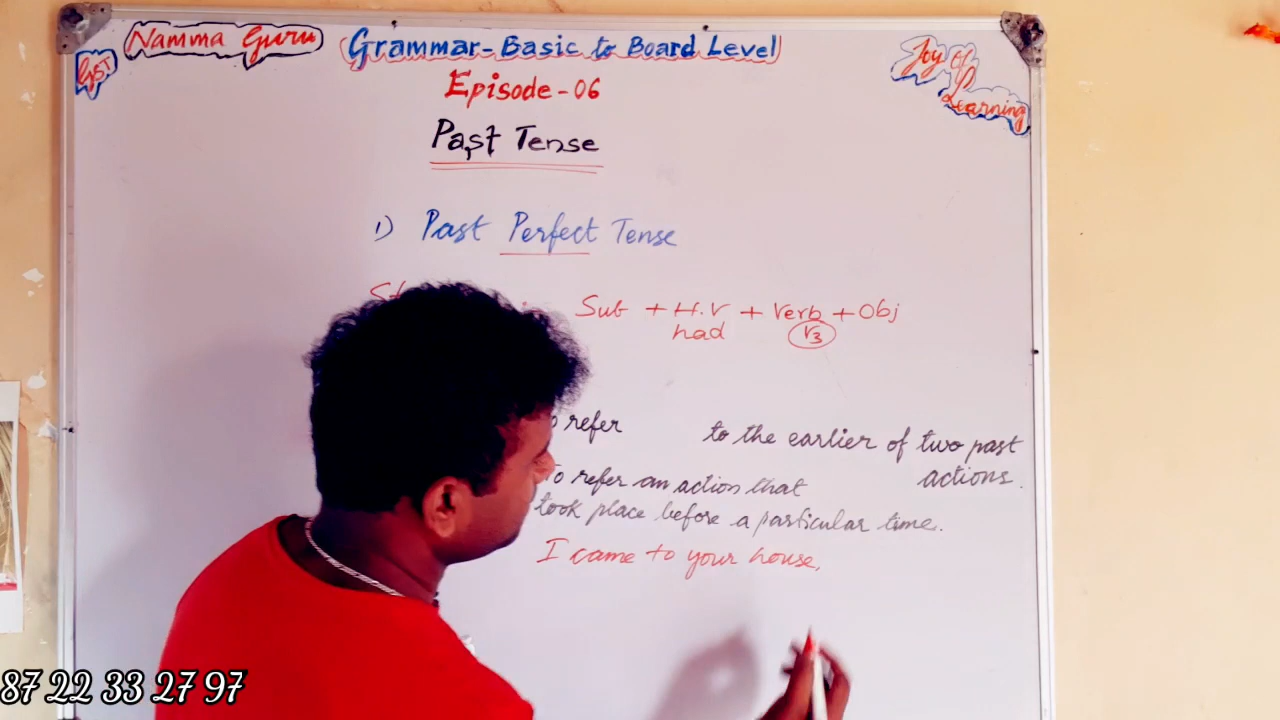 Namma Guru
Grammar-Basic to Board Level
GST
Joy of
Learning
Episode-06
Past Tense
1) Past Perfect Tense
Sub + H.V + Verb + Obj
had V3
refer to the earlier of two past
actions.
To refer an action that
took place before a particular time.
I came to your house,
87 22 33 27 97